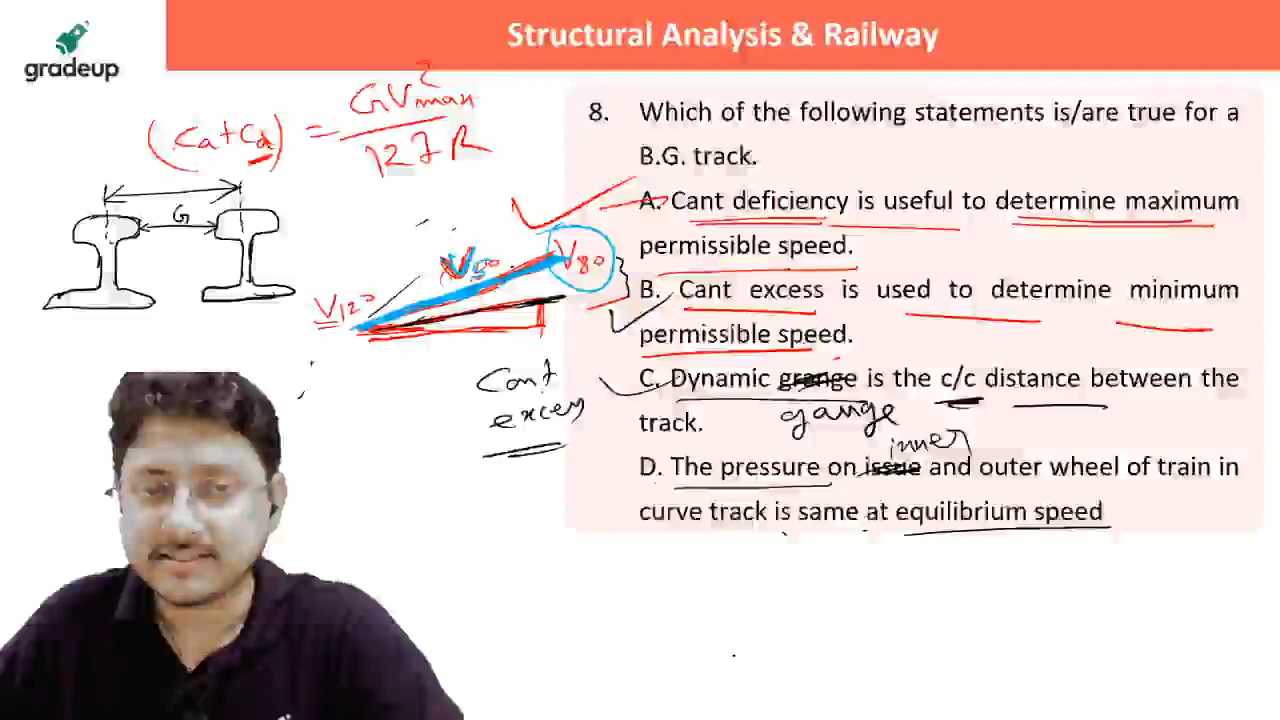 Structural Analysis & Railway
gradeup
(Ca+Cd) = GV²max / 127R
G
8. Which of the following statements is/are true for a
B.G. track.
A. Cant deficiency is useful to determine maximum
permissible speed.
V80
V50
V120
B. Cant excess is used to determine minimum
permissible speed.
Cant
excess
C. Dynamic grange is the c/c distance between the
gauge
track.
inner
D. The pressure on issue and outer wheel of train in
curve track is same at equilibrium speed